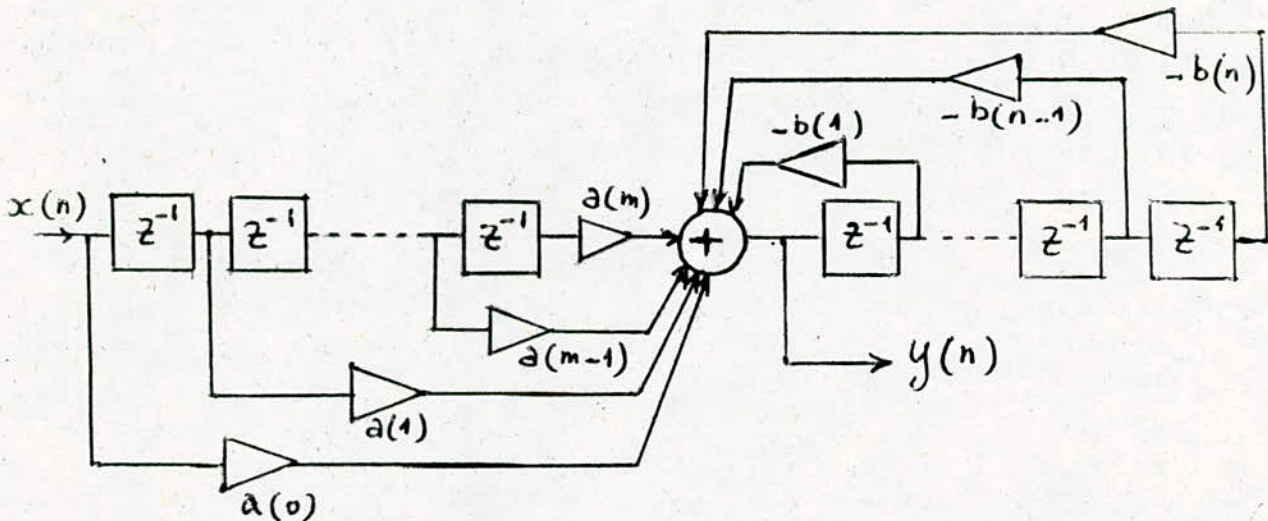 -b(n)
-b(n-1)
-b(1)
x(n)
z⁻¹
z⁻¹
z⁻¹
a(m)
+
z⁻¹
z⁻¹
z⁻¹
a(m-1)
y(n)
a(1)
a(0)